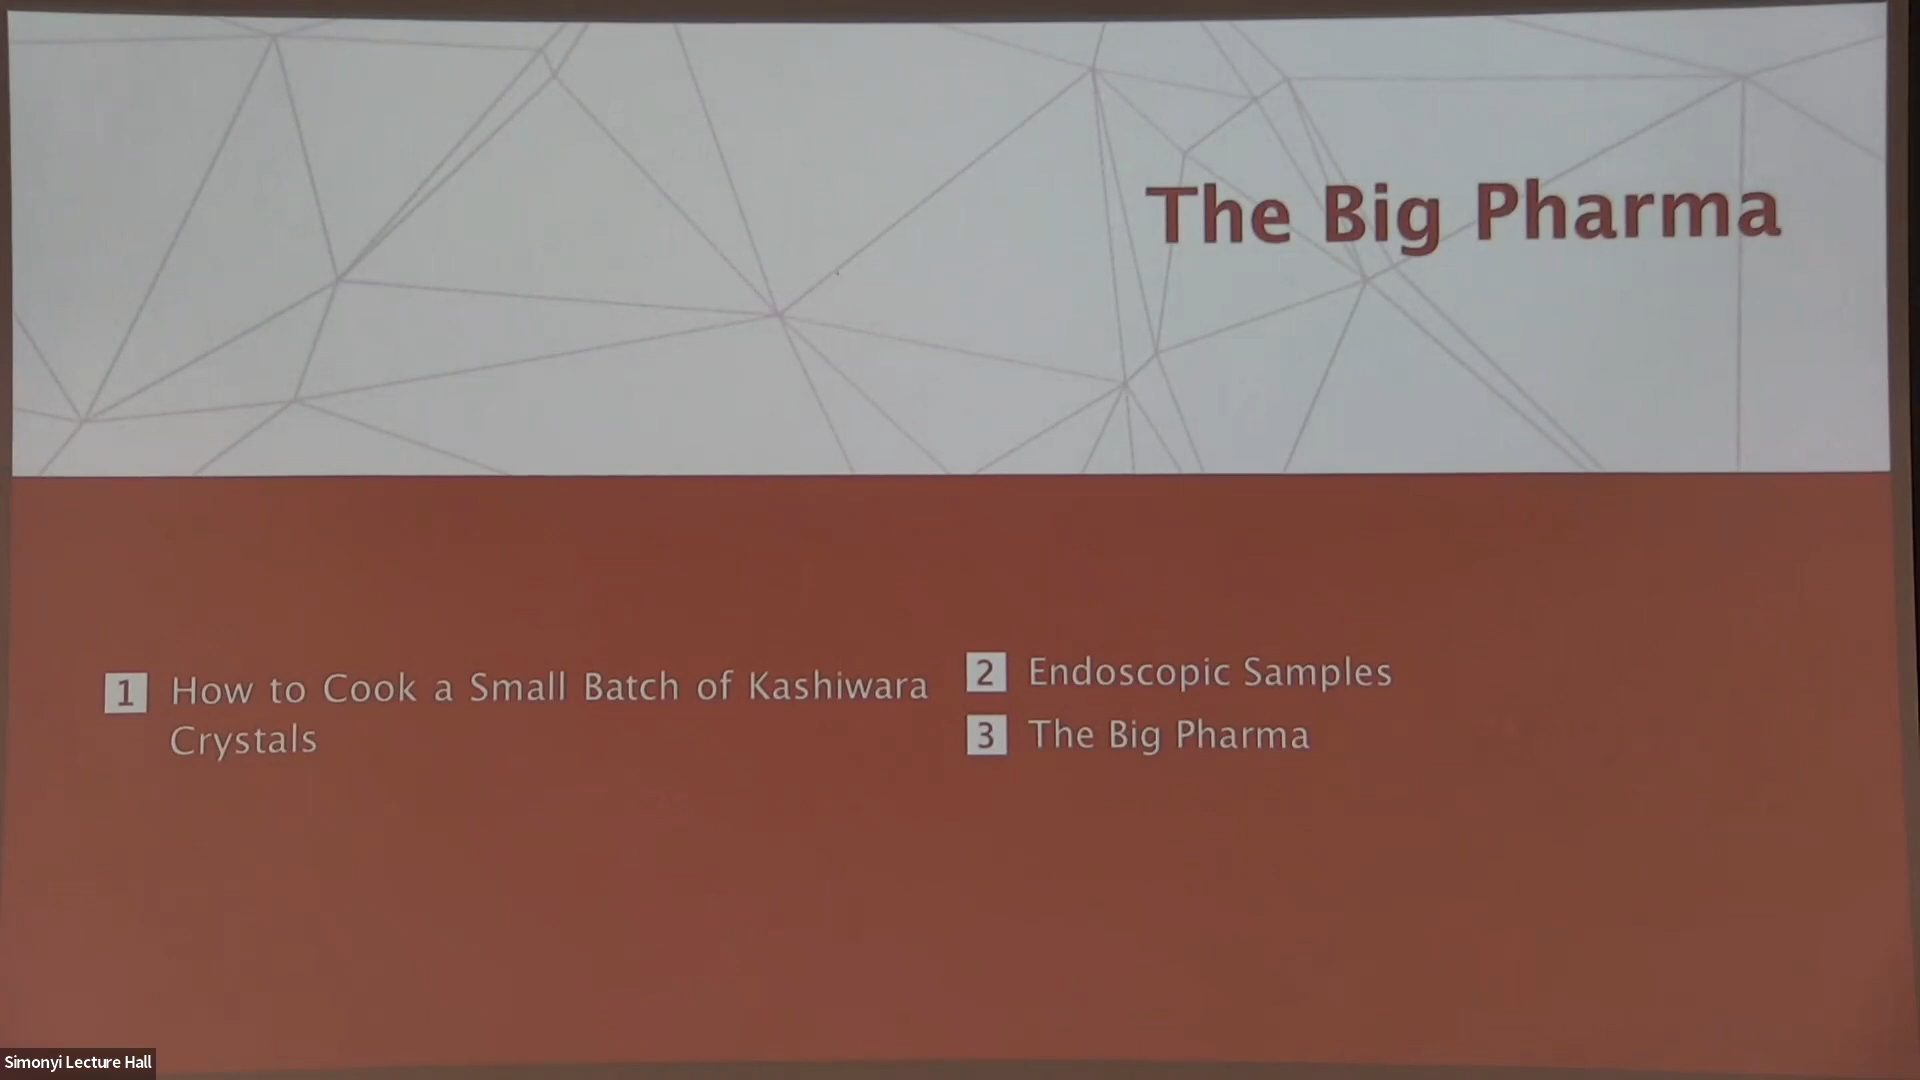 The Big Pharma
1 How to Cook a Small Batch of Kashiwara
Crystals
2 Endoscopic Samples
3 The Big Pharma
Simonyi Lecture Hall